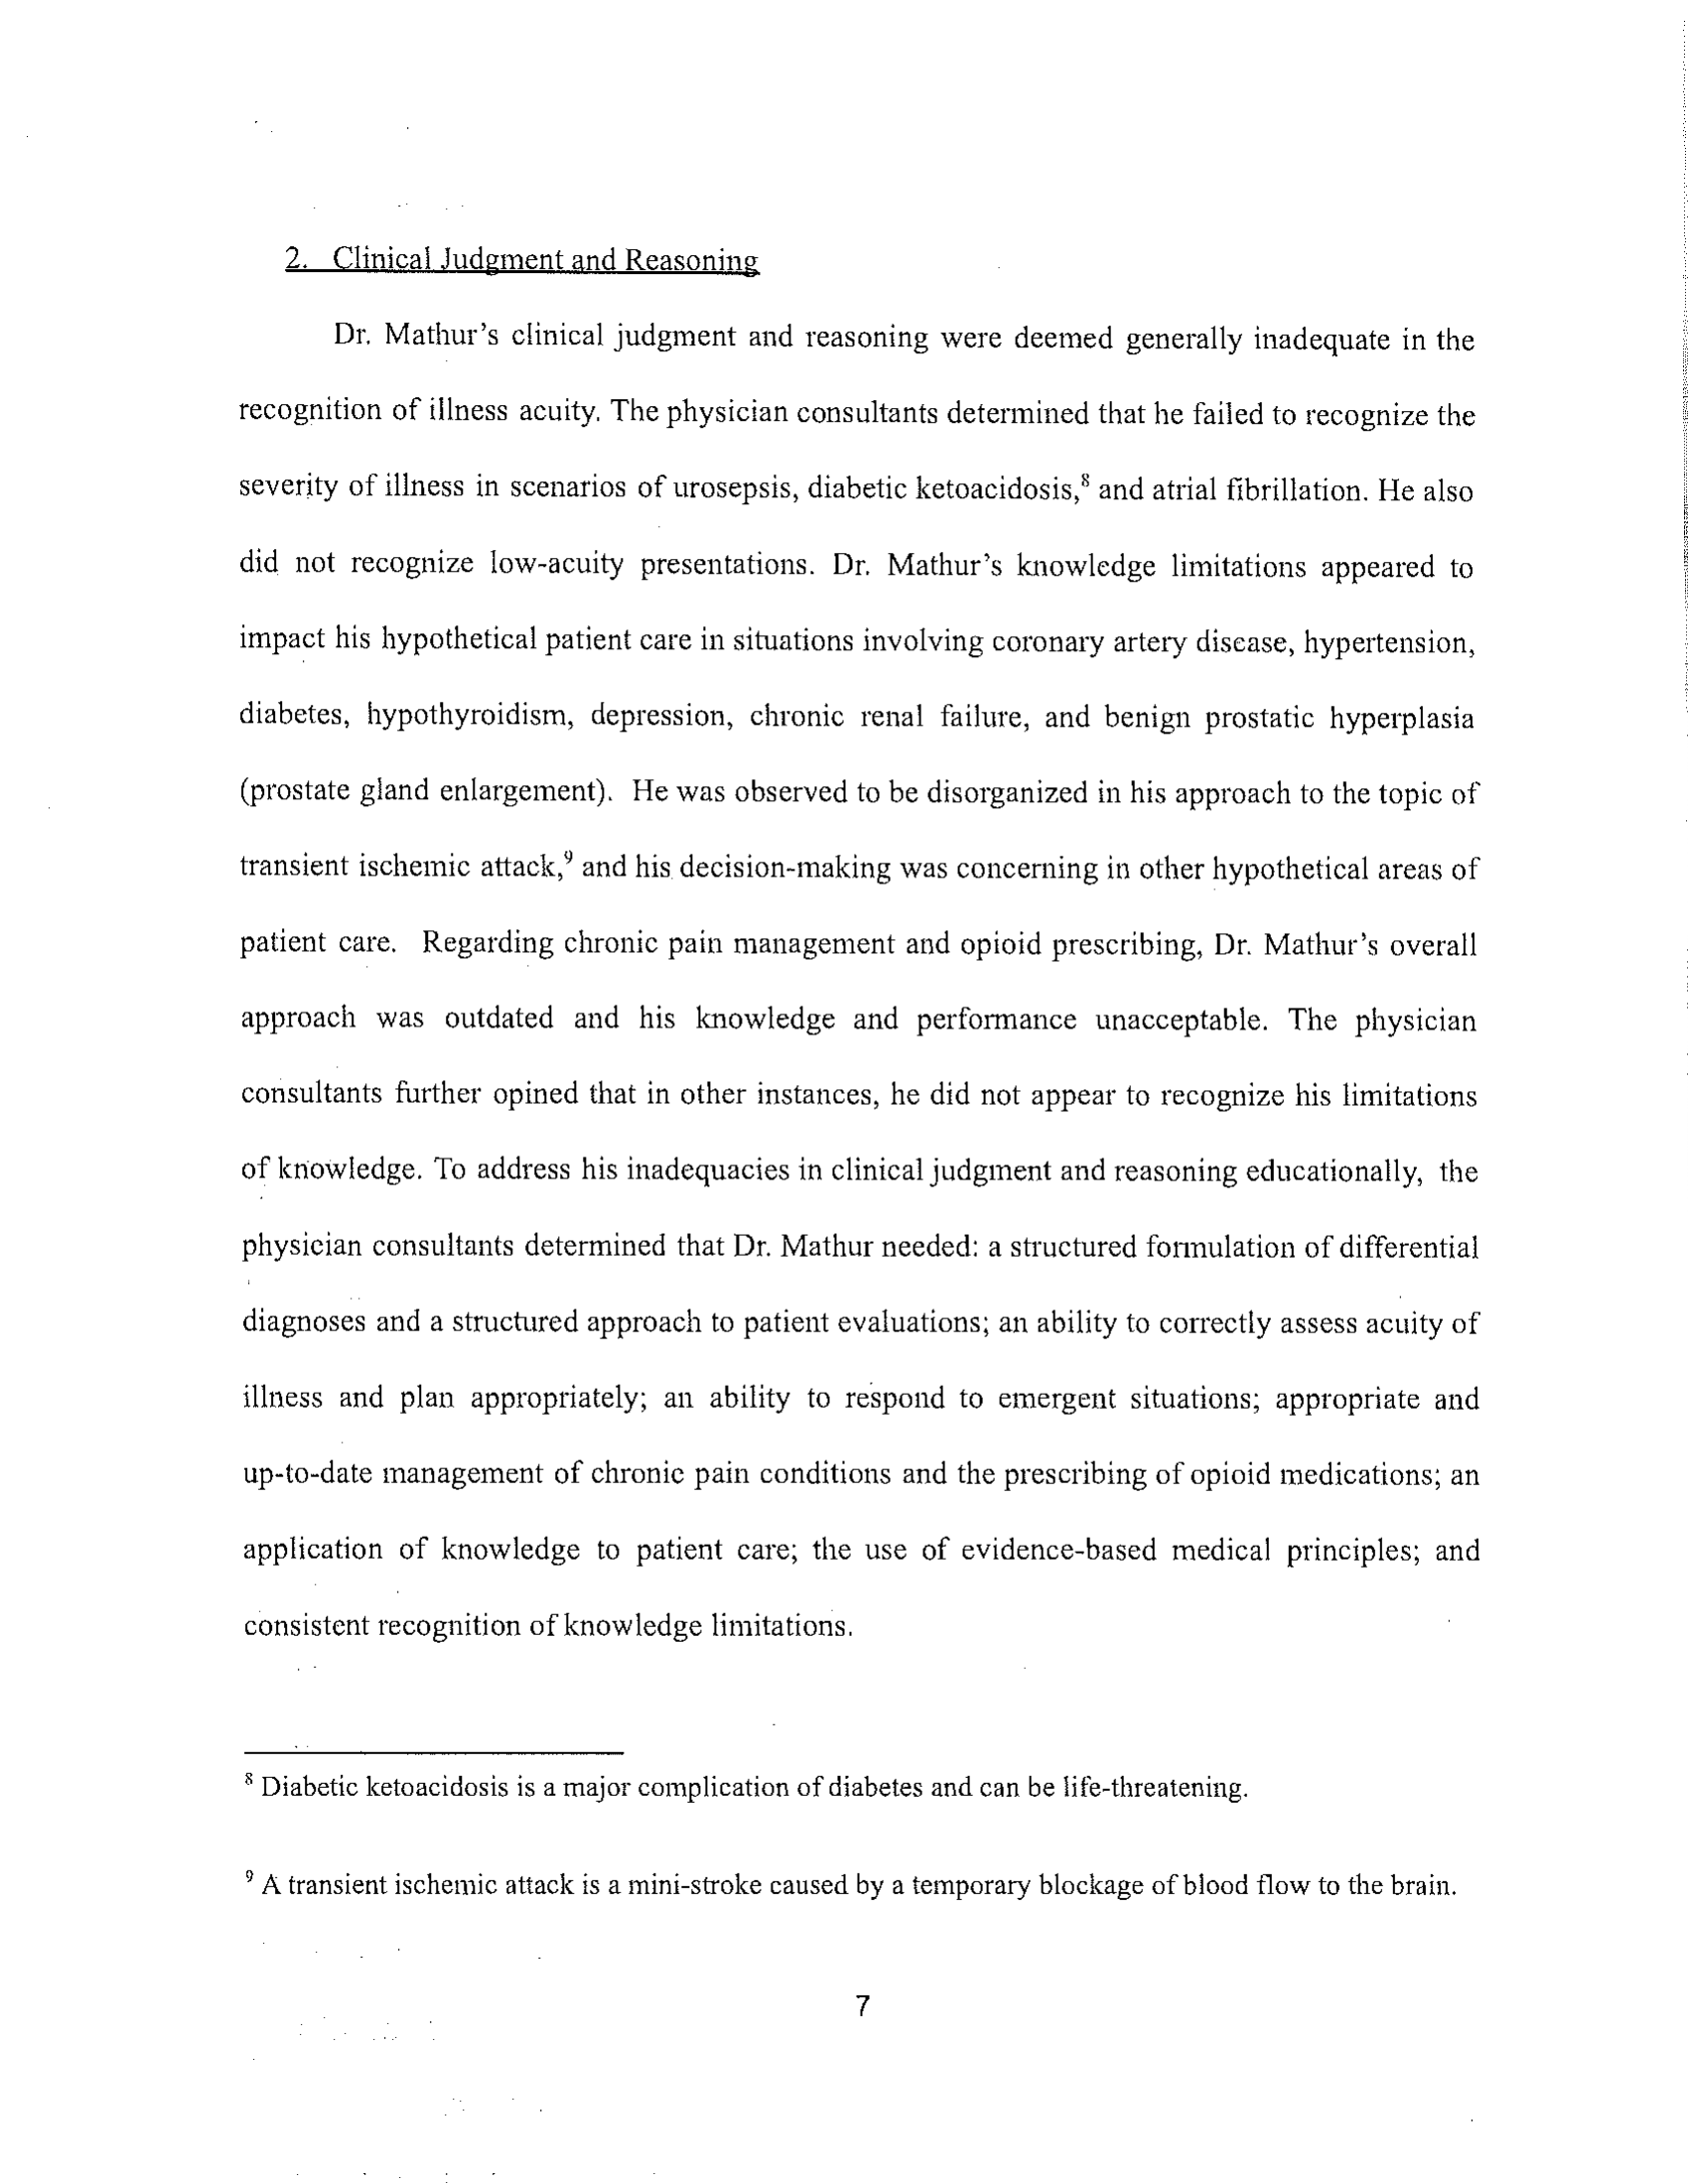 2. Clinical Judgment and Reasoning
Dr. Mathur's clinical judgment and reasoning were deemed generally inadequate in the
recognition of illness acuity. The physician consultants determined that he failed to recognize the
severity of illness in scenarios of urosepsis, diabetic ketoacidosis,⁸ and atrial fibrillation. He also
did not recognize low-acuity presentations. Dr. Mathur's knowledge limitations appeared to
impact his hypothetical patient care in situations involving coronary artery disease, hypertension,
diabetes, hypothyroidism, depression, chronic renal failure, and benign prostatic hyperplasia
(prostate gland enlargement). He was observed to be disorganized in his approach to the topic of
transient ischemic attack,⁹ and his decision-making was concerning in other hypothetical areas of
patient care. Regarding chronic pain management and opioid prescribing, Dr. Mathur's overall
approach was outdated and his knowledge and performance unacceptable. The physician
consultants further opined that in other instances, he did not appear to recognize his limitations
of knowledge. To address his inadequacies in clinical judgment and reasoning educationally, the
physician consultants determined that Dr. Mathur needed: a structured formulation of differential
diagnoses and a structured approach to patient evaluations; an ability to correctly assess acuity of
illness and plan appropriately; an ability to respond to emergent situations; appropriate and
up-to-date management of chronic pain conditions and the prescribing of opioid medications; an
application of knowledge to patient care; the use of evidence-based medical principles; and
consistent recognition of knowledge limitations.
⁸ Diabetic ketoacidosis is a major complication of diabetes and can be life-threatening.
⁹ A transient ischemic attack is a mini-stroke caused by a temporary blockage of blood flow to the brain.
7